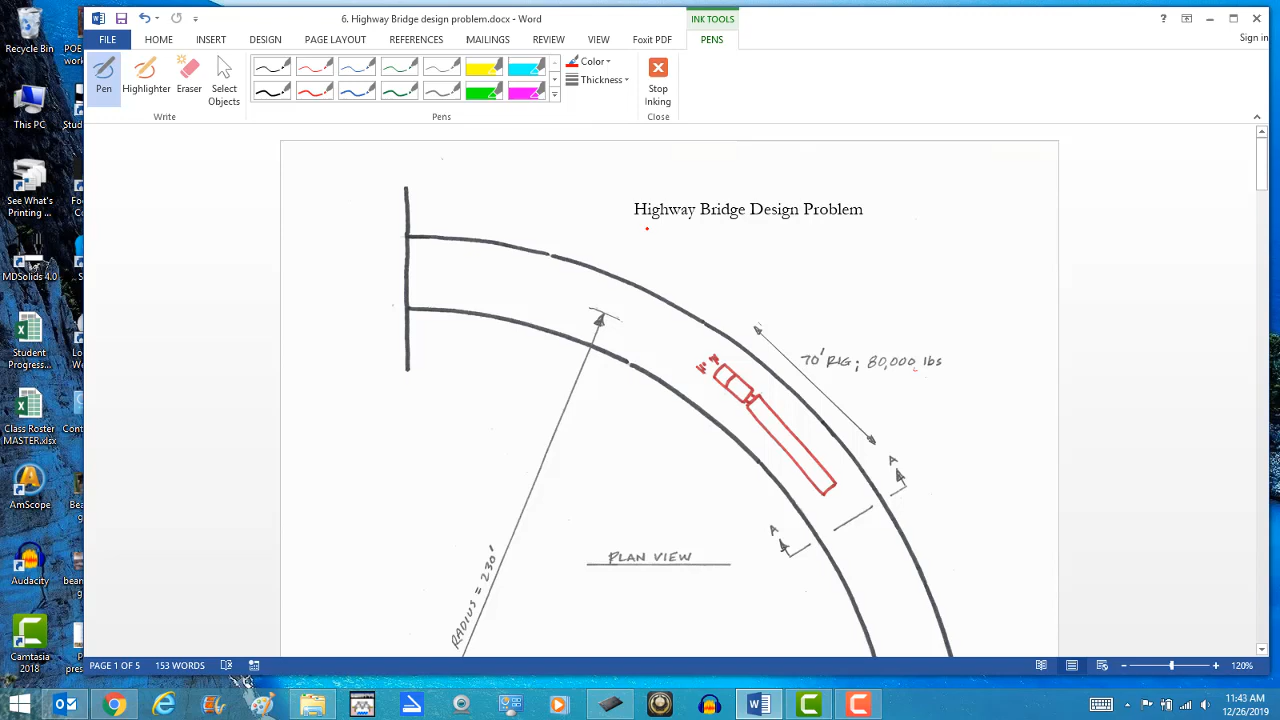 6. Highway Bridge design problem.docx - Word
INK TOOLS
?
Sign in
FILE HOME INSERT DESIGN PAGE LAYOUT REFERENCES MAILINGS REVIEW VIEW Foxit PDF PENS
Pen Highlighter Eraser Select Objects
Color
Thickness
Stop Inking
Write Pens Close
Recycle Bin
This PC
See What's Printing ...
MDSolids 4.0
Student Progress...
Class Roster MASTER.xlsx
AmScope
Audacity
Camtasia 2018
Highway Bridge Design Problem
70' RIG; 80,000 lbs
A
A
PLAN VIEW
RADIUS = 230'
PAGE 1 OF 5 153 WORDS
120%
11:43 AM
12/26/2019